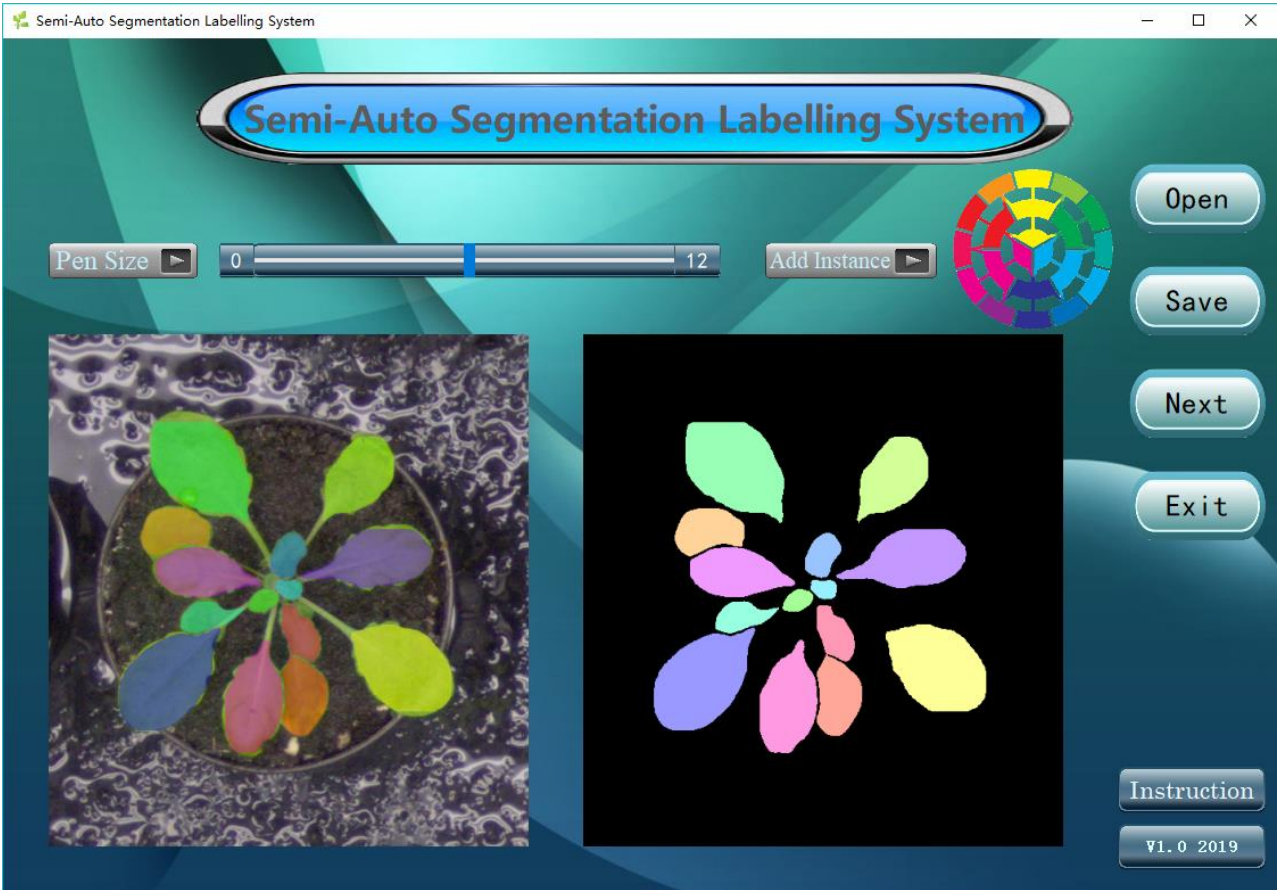 Semi-Auto Segmentation Labelling System
Semi-Auto Segmentation Labelling System
Open
Pen Size
0
12
Add Instance
Save
Next
Exit
Instruction
V1.0 2019